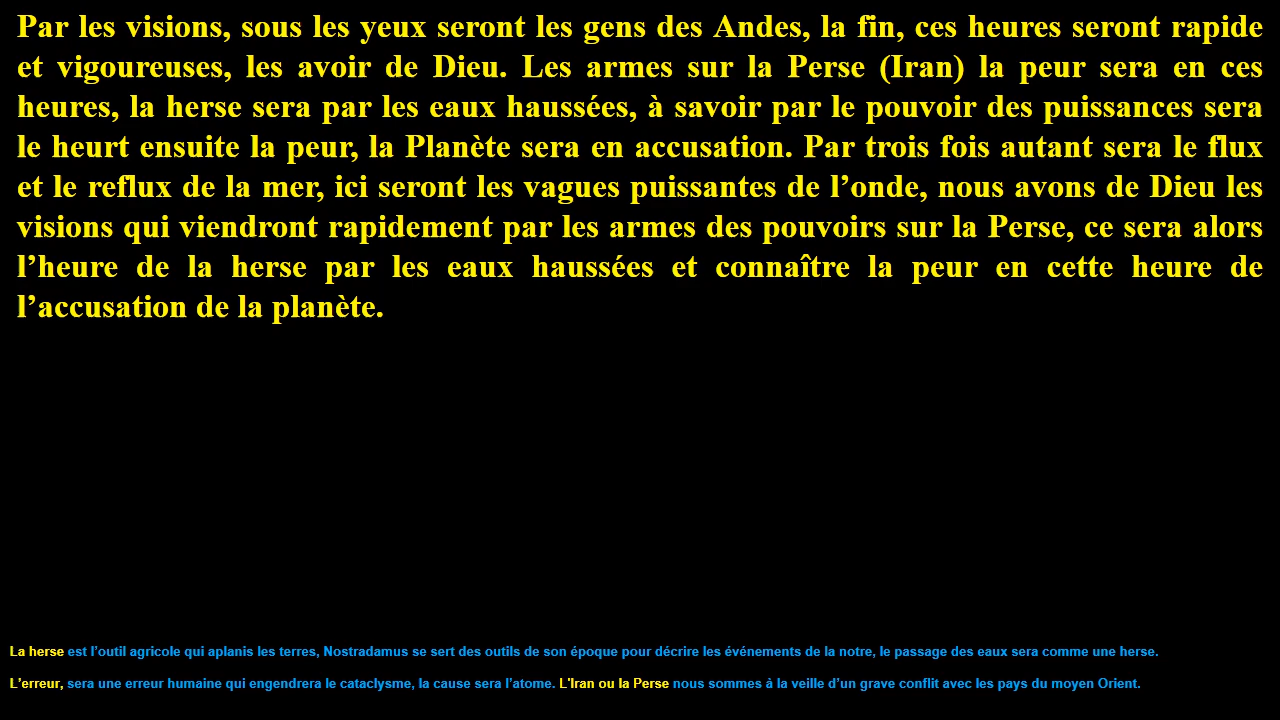 Par les visions, sous les yeux seront les gens des Andes, la fin, ces heures seront rapide
et vigoureuses, les avoir de Dieu. Les armes sur la Perse (Iran) la peur sera en ces
heures, la herse sera par les eaux haussées, à savoir par le pouvoir des puissances sera
le heurt ensuite la peur, la Planète sera en accusation. Par trois fois autant sera le flux
et le reflux de la mer, ici seront les vagues puissantes de l’onde, nous avons de Dieu les
visions qui viendront rapidement par les armes des pouvoirs sur la Perse, ce sera alors
l’heure de la herse par les eaux haussées et connaître la peur en cette heure de
l’accusation de la planète.
La herse est l’outil agricole qui aplanis les terres, Nostradamus se sert des outils de son époque pour décrire les événements de la notre, le passage des eaux sera comme une herse.
L’erreur, sera une erreur humaine qui engendrera le cataclysme, la cause sera l’atome. L'Iran ou la Perse nous sommes à la veille d’un grave conflit avec les pays du moyen Orient.